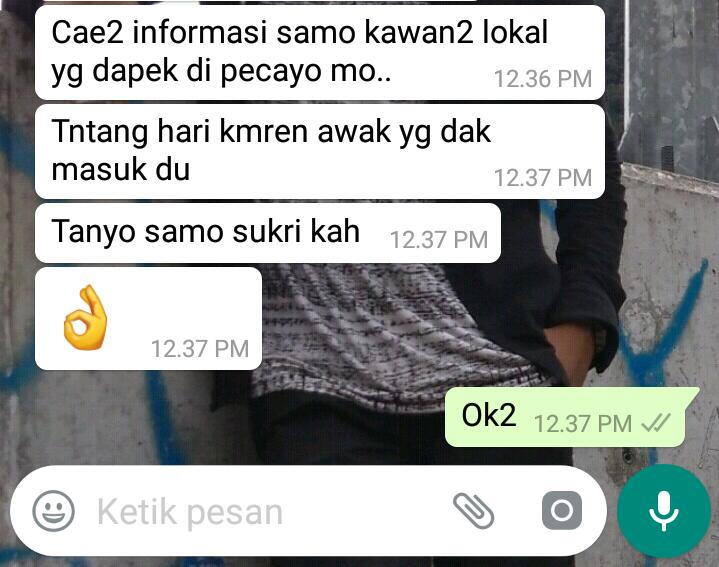 Cae2 informasi samo kawan2 lokal
yg dapek di pecayo mo..
12.36 PM
Tntang hari kmren awak yg dak
masuk du
12.37 PM
Tanyo samo sukri kah
12.37 PM
👌
12.37 PM
Ok2
12.37 PM
Ketik pesan